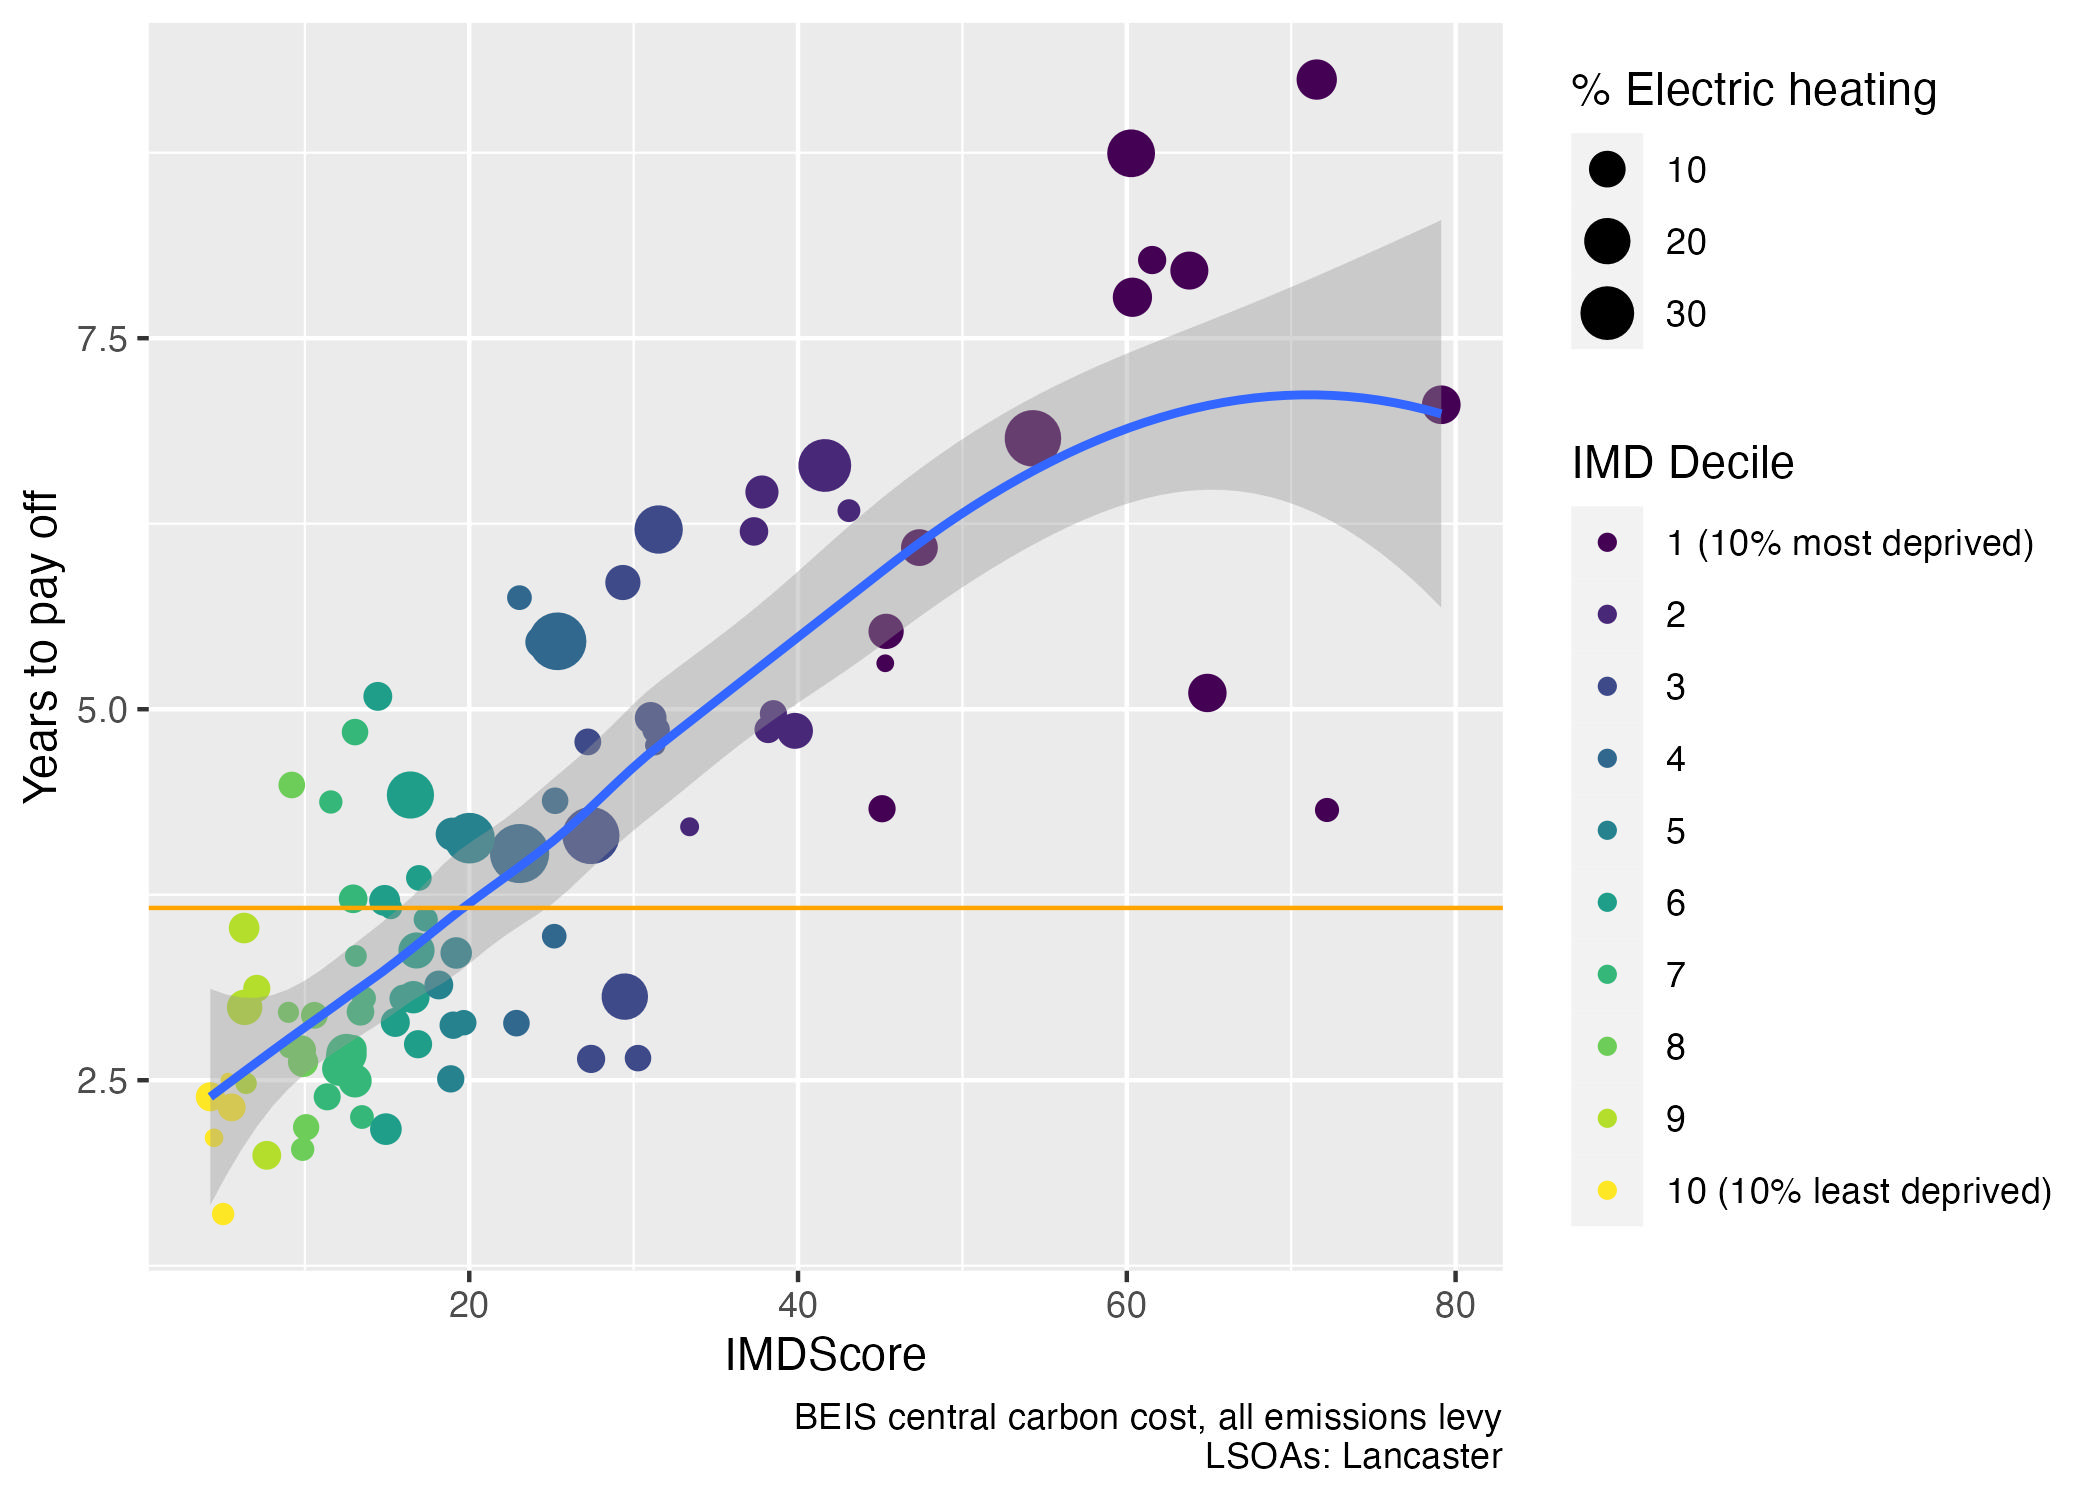 7.5
5.0
2.5
Years to pay off
20
40
60
80
IMDScore
BEIS central carbon cost, all emissions levy
LSOAs: Lancaster
% Electric heating
10
20
30
IMD Decile
1 (10% most deprived)
2
3
4
5
6
7
8
9
10 (10% least deprived)